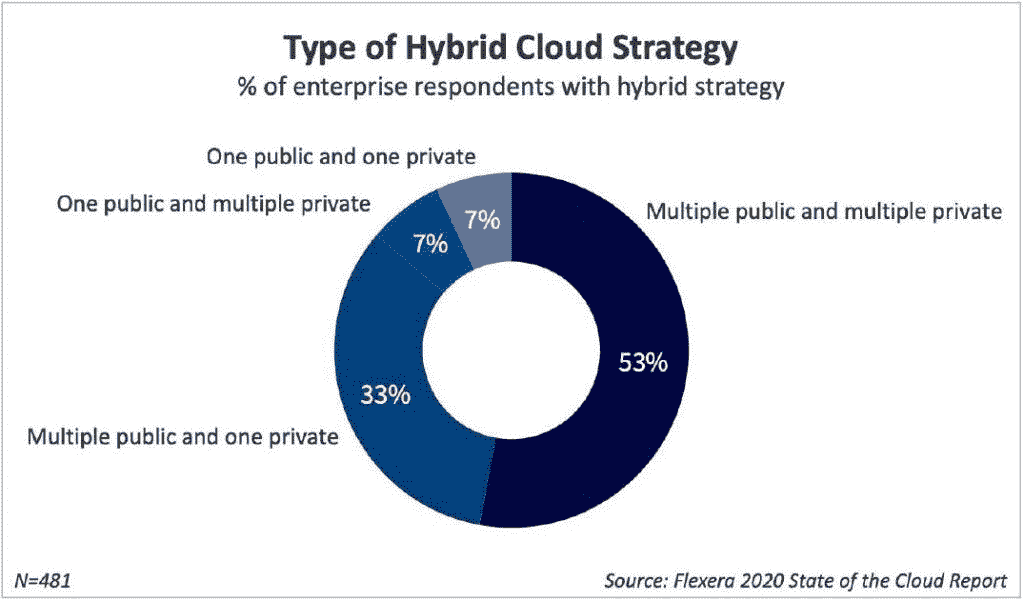 Type of Hybrid Cloud Strategy
% of enterprise respondents with hybrid strategy
One public and one private
One public and multiple private
Multiple public and multiple private
7%
7%
53%
33%
Multiple public and one private
N=481
Source: Flexera 2020 State of the Cloud Report